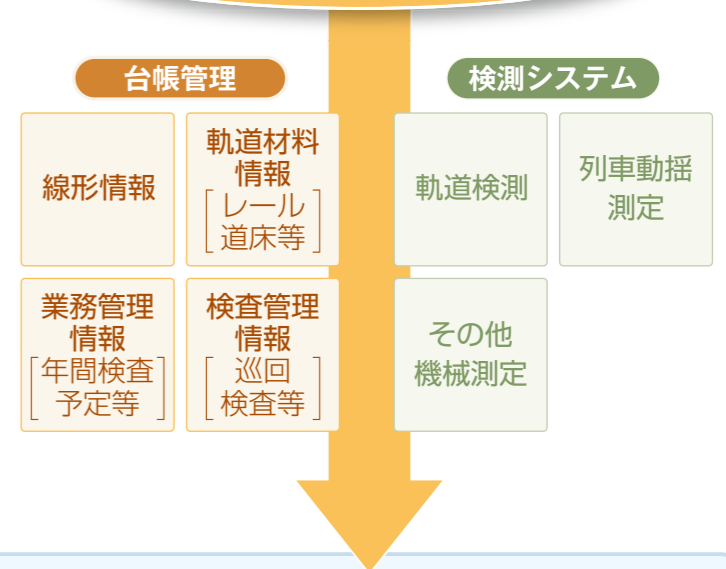 台帳管理
線形情報
軌道材料
情報
[レール
道床等]
業務管理
情報
[年間検査
予定等]
検査管理
情報
[巡回
検査等]
検測システム
軌道検測
列車動揺
測定
その他
機械測定